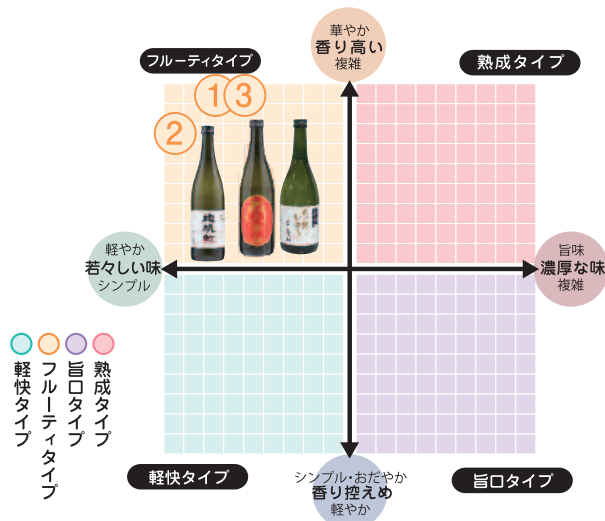 華やか
香り高い
複雑
フルーティタイプ
熟成タイプ
①③
②
軽やか
若々しい味
シンプル
旨味
濃厚な味
複雑
熟成タイプ
旨口タイプ
フルーティタイプ
軽快タイプ
軽快タイプ
シンプル・おだやか
香り控えめ
軽やか
旨口タイプ